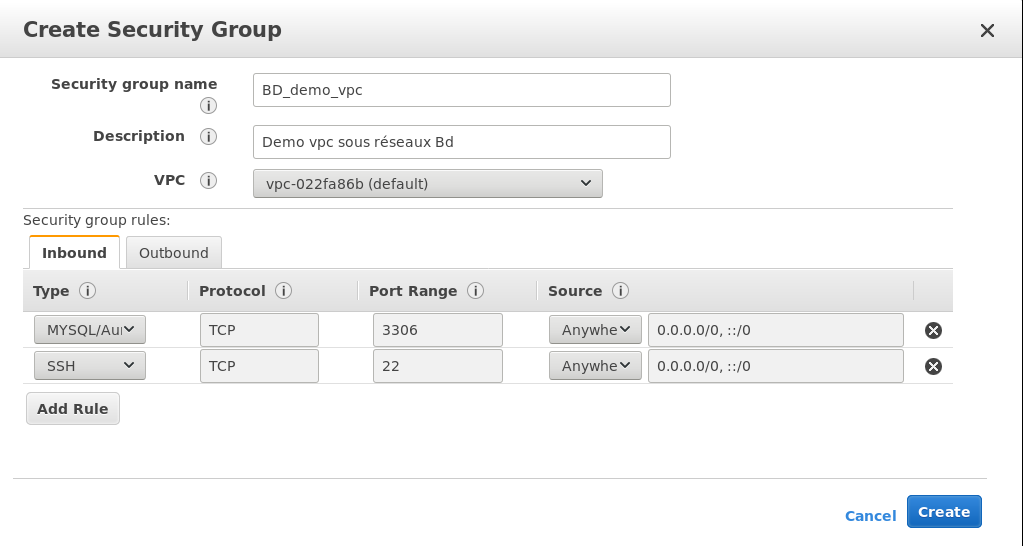 Create Security Group
Security group name
BD_demo_vpc
Description
Demo vpc sous réseaux Bd
VPC
vpc-022fa86b (default)
Security group rules:
Inbound Outbound
Type Protocol Port Range Source
MYSQL/Au TCP 3306 Anywhe 0.0.0.0/0, ::/0
SSH TCP 22 Anywhe 0.0.0.0/0, ::/0
Add Rule
Cancel Create